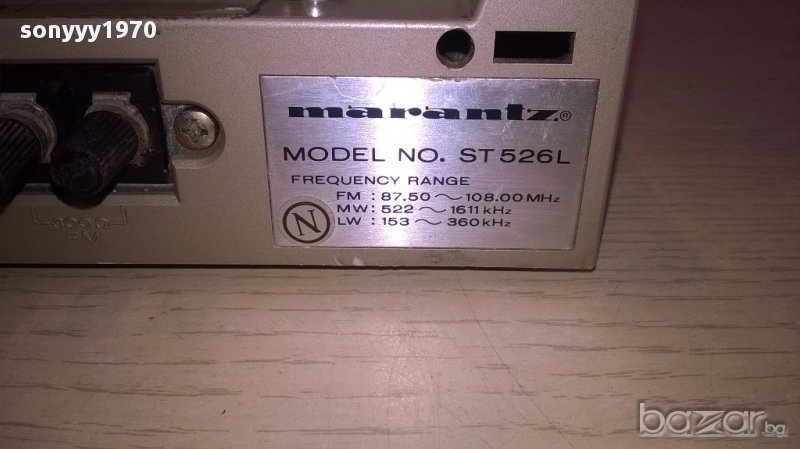 sonyyy1970
marantz®
MODEL NO. ST526L
FREQUENCY RANGE
FM : 87.50 ~ 108.00 MHz
MW: 522 ~ 1611 kHz
LW : 153 ~ 360 kHz
N
300Ω
FM
bazar.bg